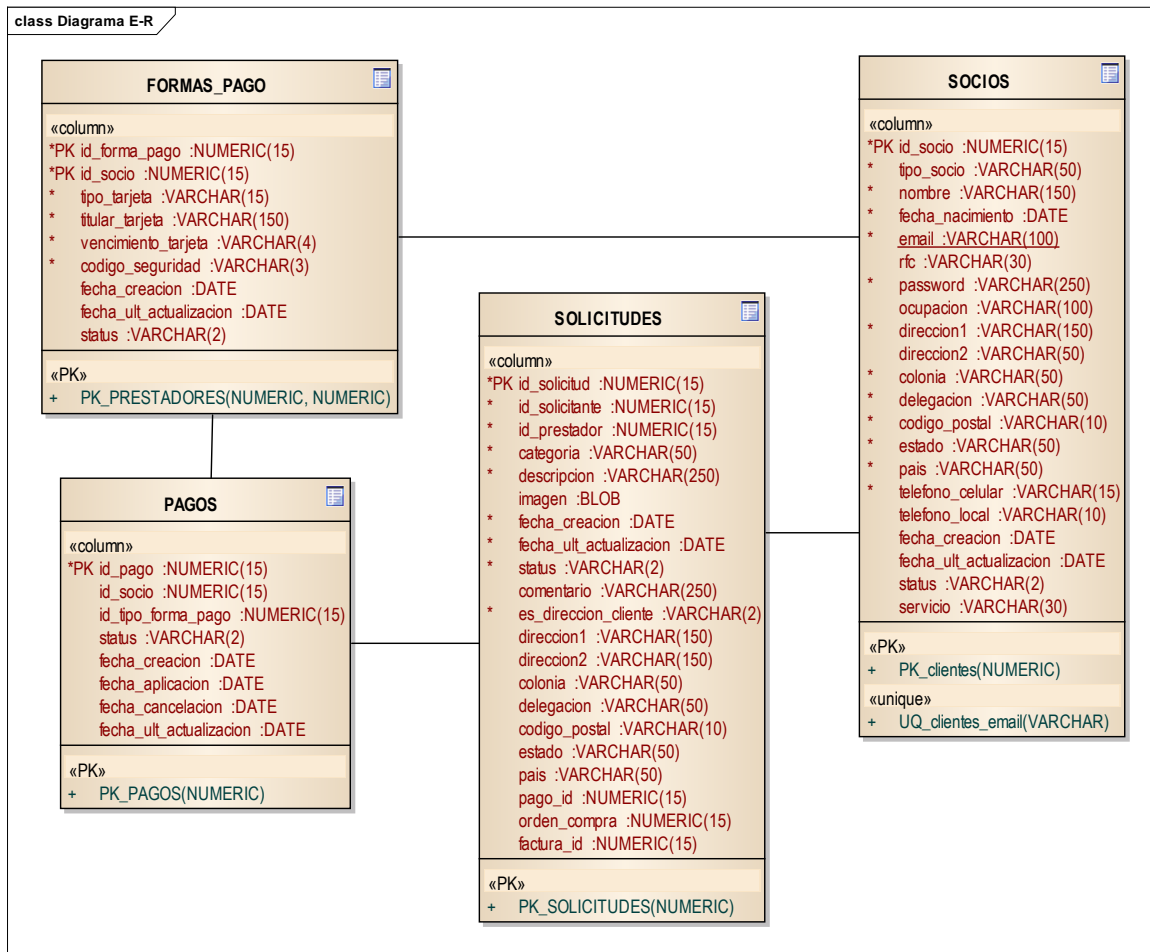 class Diagrama E-R
FORMAS_PAGO
«column»
*PK id_forma_pago :NUMERIC(15)
*PK id_socio :NUMERIC(15)
* tipo_tarjeta :VARCHAR(15)
* titular_tarjeta :VARCHAR(150)
* vencimiento_tarjeta :VARCHAR(4)
* codigo_seguridad :VARCHAR(3)
fecha_creacion :DATE
fecha_ult_actualizacion :DATE
status :VARCHAR(2)
«PK»
+ PK_PRESTADORES(NUMERIC, NUMERIC)
PAGOS
«column»
*PK id_pago :NUMERIC(15)
id_socio :NUMERIC(15)
id_tipo_forma_pago :NUMERIC(15)
status :VARCHAR(2)
fecha_creacion :DATE
fecha_aplicacion :DATE
fecha_cancelacion :DATE
fecha_ult_actualizacion :DATE
«PK»
+ PK_PAGOS(NUMERIC)
SOLICITUDES
«column»
*PK id_solicitud :NUMERIC(15)
* id_solicitante :NUMERIC(15)
* id_prestador :NUMERIC(15)
* categoria :VARCHAR(50)
* descripcion :VARCHAR(250)
imagen :BLOB
* fecha_creacion :DATE
* fecha_ult_actualizacion :DATE
* status :VARCHAR(2)
comentario :VARCHAR(250)
* es_direccion_cliente :VARCHAR(2)
direccion1 :VARCHAR(150)
direccion2 :VARCHAR(150)
colonia :VARCHAR(50)
delegacion :VARCHAR(50)
codigo_postal :VARCHAR(10)
estado :VARCHAR(50)
pais :VARCHAR(50)
pago_id :NUMERIC(15)
orden_compra :NUMERIC(15)
factura_id :NUMERIC(15)
«PK»
+ PK_SOLICITUDES(NUMERIC)
SOCIOS
«column»
*PK id_socio :NUMERIC(15)
* tipo_socio :VARCHAR(50)
* nombre :VARCHAR(150)
* fecha_nacimiento :DATE
* email :VARCHAR(100)
rfc :VARCHAR(30)
* password :VARCHAR(250)
ocupacion :VARCHAR(100)
* direccion1 :VARCHAR(150)
direccion2 :VARCHAR(50)
* colonia :VARCHAR(50)
* delegacion :VARCHAR(50)
* codigo_postal :VARCHAR(10)
* estado :VARCHAR(50)
* pais :VARCHAR(50)
* telefono_celular :VARCHAR(15)
telefono_local :VARCHAR(10)
fecha_creacion :DATE
fecha_ult_actualizacion :DATE
status :VARCHAR(2)
servicio :VARCHAR(30)
«PK»
+ PK_clientes(NUMERIC)
«unique»
+ UQ_clientes_email(VARCHAR)